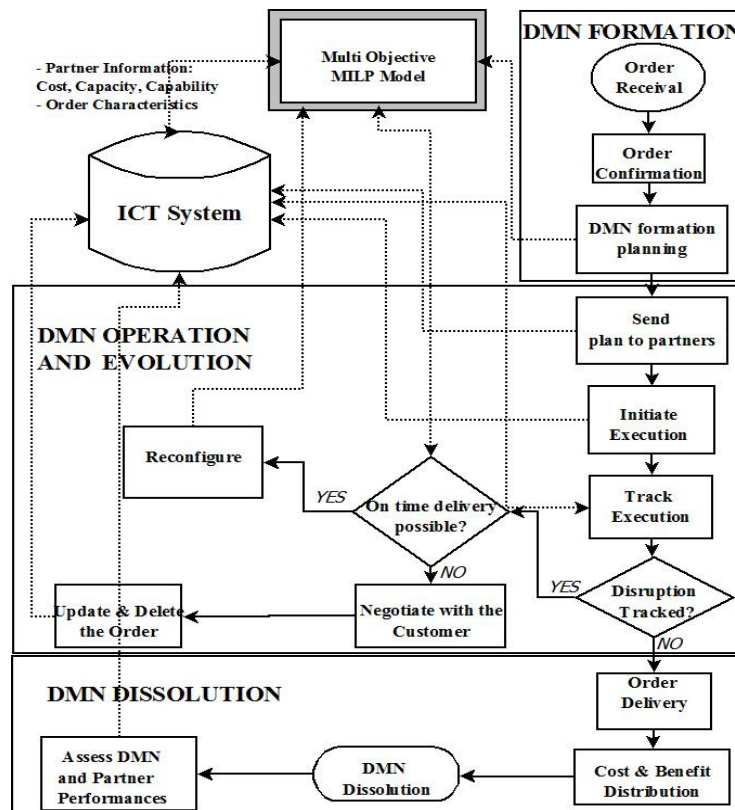 DMN FORMATION
Order
Receival
Order
Confirmation
DMN formation
planning
Multi Objective
MILP Model
- Partner Information:
Cost, Capacity, Capability
- Order Characteristics
ICT System
DMN OPERATION
AND EVOLUTION
Send
plan to partners
Initiate
Execution
Track
Execution
Disruption
Tracked?
YES
NO
On time delivery
possible?
YES
NO
Reconfigure
Negotiate with the
Customer
Update & Delete
the Order
DMN DISSOLUTION
Order
Delivery
Cost & Benefit
Distribution
DMN
Dissolution
Assess DMN
and Partner
Performances